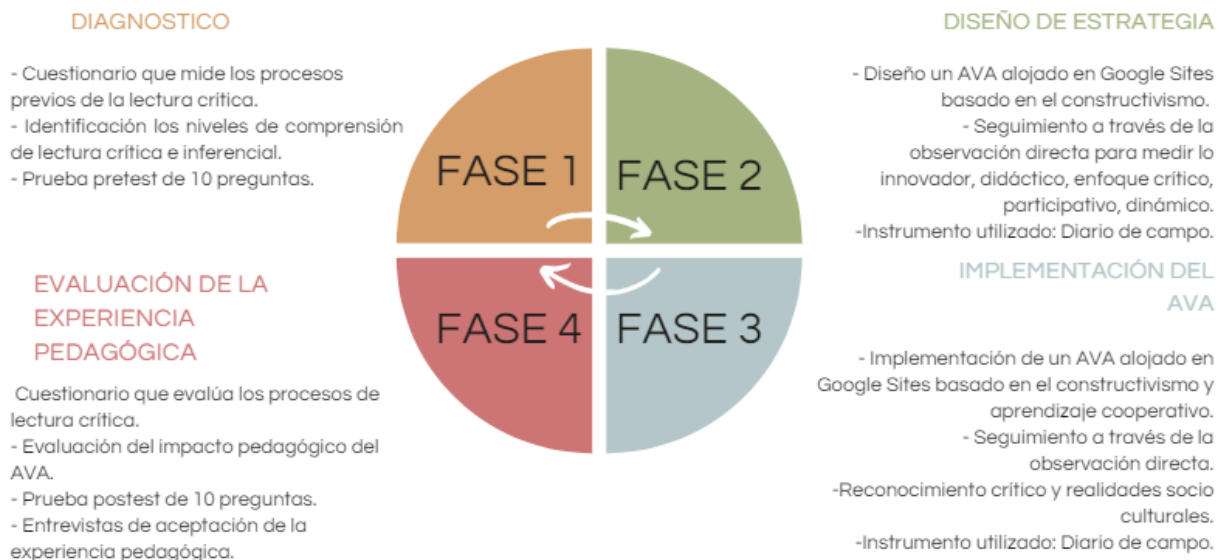 DIAGNOSTICO
- Cuestionario que mide los procesos
previos de la lectura crítica.
- Identificación los niveles de comprensión
de lectura crítica e inferencial.
- Prueba pretest de 10 preguntas.
DISEÑO DE ESTRATEGIA
- Diseño un AVA alojado en Google Sites
basado en el constructivismo.
- Seguimiento a través de la
observación directa para medir lo
innovador, didáctico, enfoque crítico,
participativo, dinámico.
-Instrumento utilizado: Diario de campo.
FASE 1
FASE 2
FASE 4
FASE 3
EVALUACIÓN DE LA
EXPERIENCIA
PEDAGÓGICA
Cuestionario que evalúa los procesos de
lectura crítica.
- Evaluación del impacto pedagógico del
AVA.
- Prueba postest de 10 preguntas.
- Entrevistas de aceptación de la
experiencia pedagógica.
IMPLEMENTACIÓN DEL
AVA
- Implementación de un AVA alojado en
Google Sites basado en el constructivismo y
aprendizaje cooperativo.
- Seguimiento a través de la
observación directa.
-Reconocimiento crítico y realidades socio
culturales.
-Instrumento utilizado: Diario de campo.